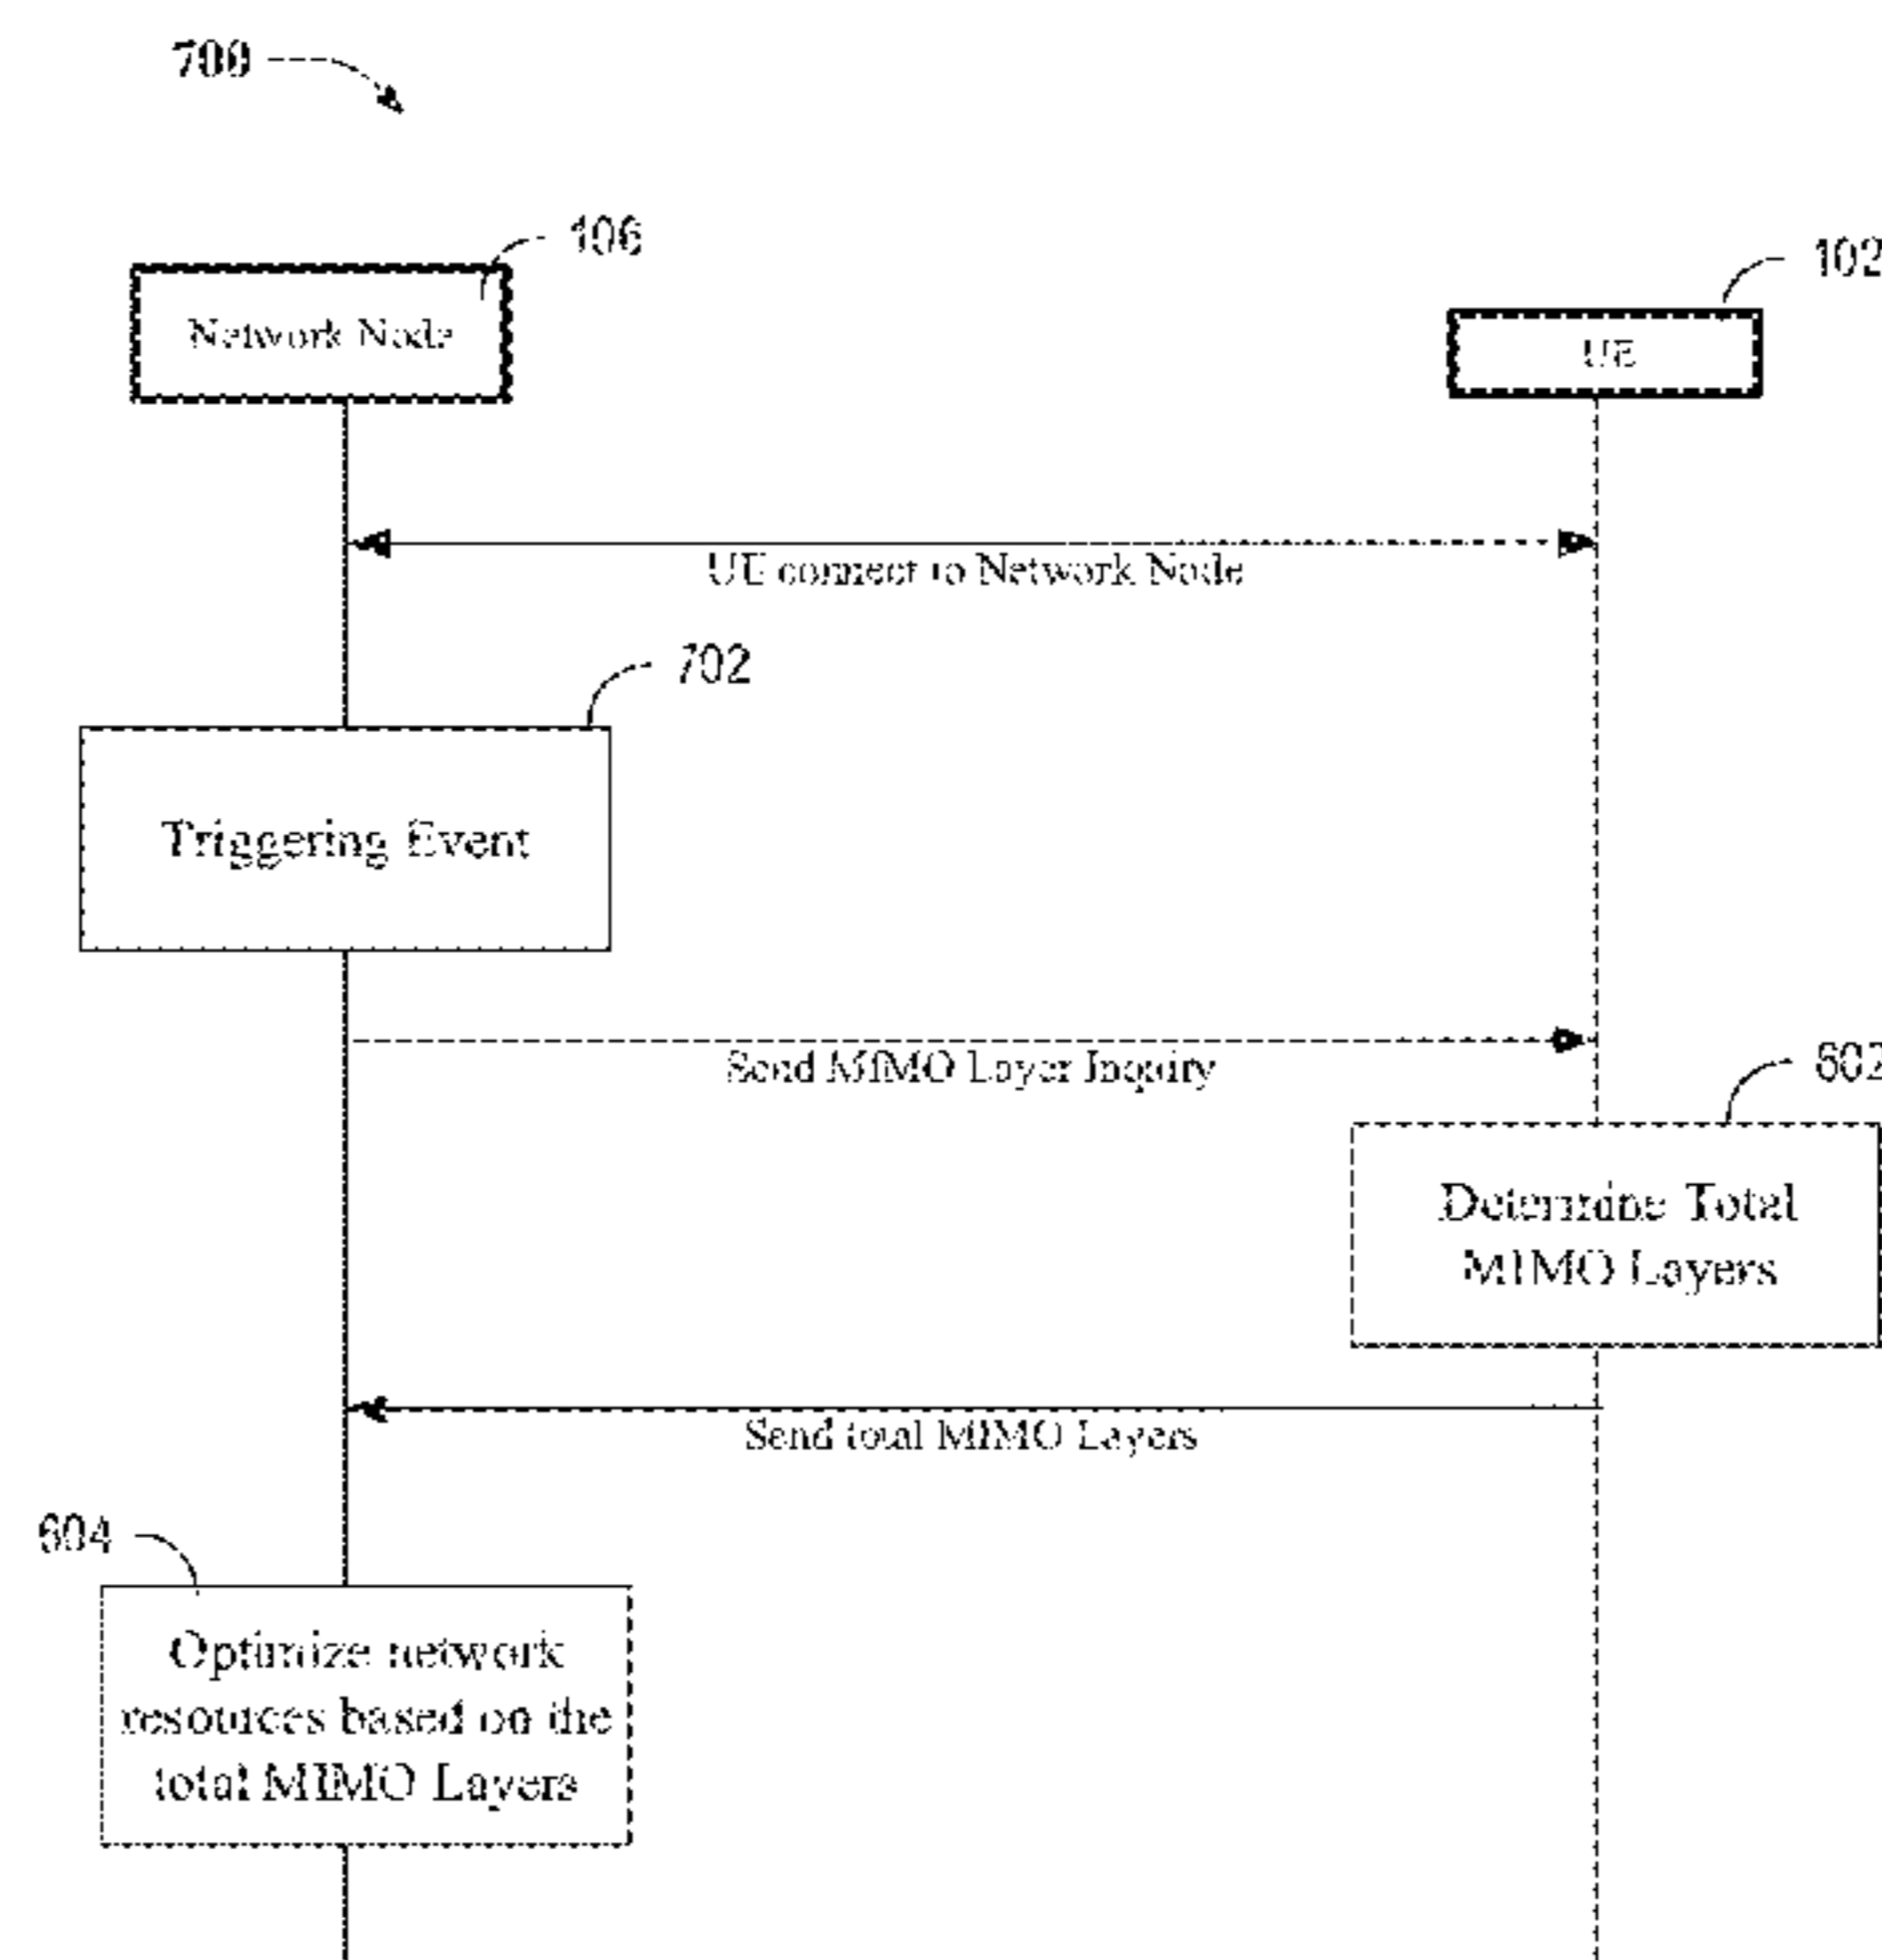 700
106
102
Network Node
UE
UE connect to Network Node
702
Triggering Event
Send MIMO Layer Inquiry
602
Determine Total
MIMO Layers
Send total MIMO Layers
604
Optimize network
resources based on the
total MIMO Layers